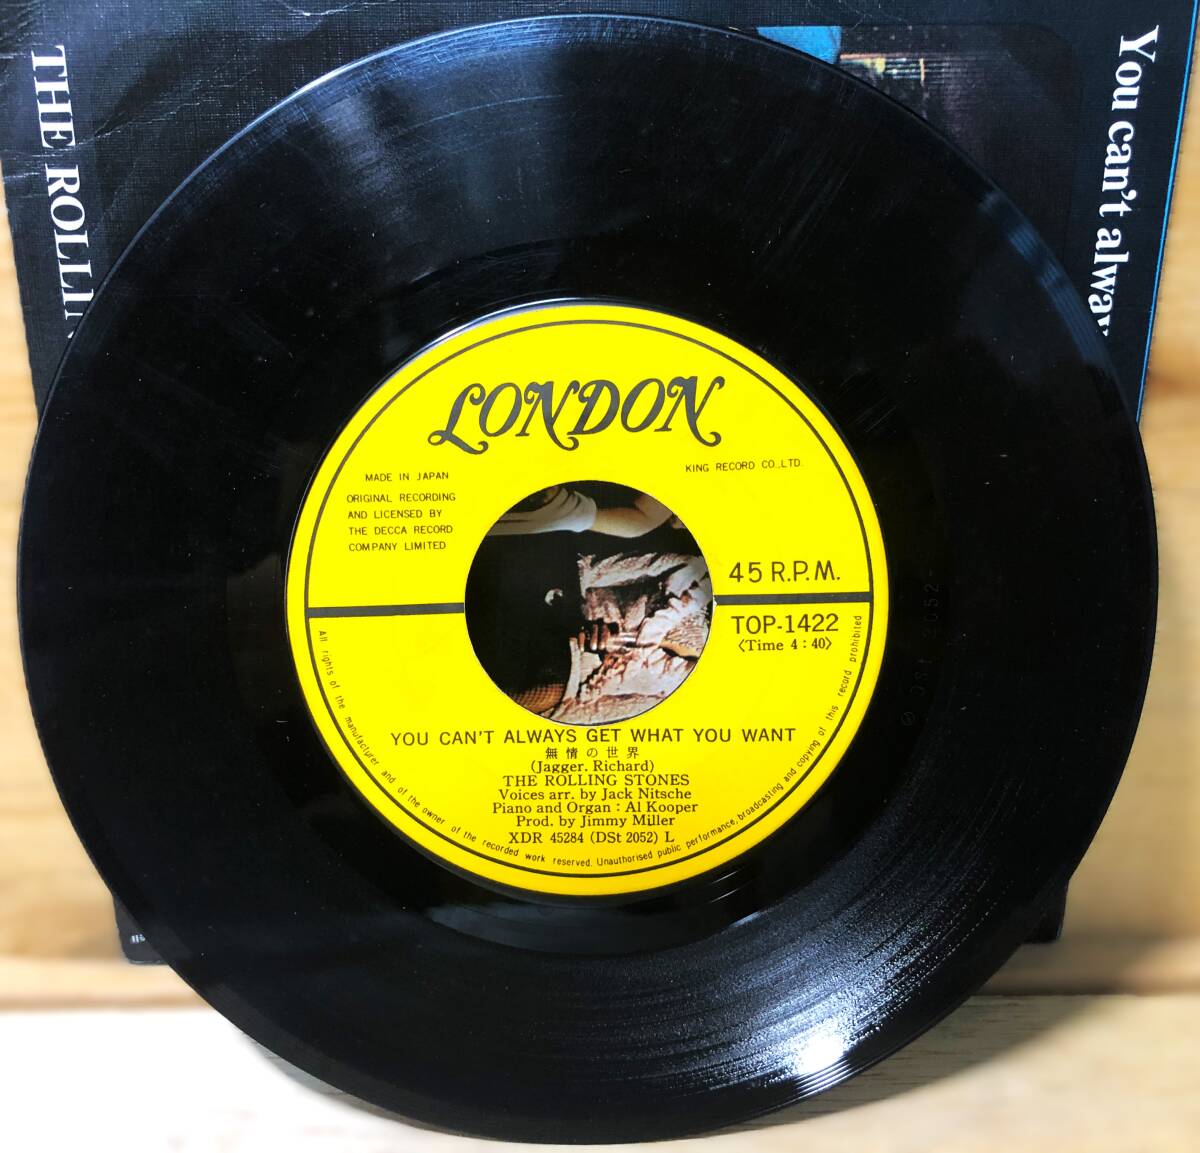 THE ROLLIN
You can't alway
LONDON
MADE IN JAPAN
KING RECORD CO.,LTD.
ORIGINAL RECORDING
AND LICENSED BY
THE DECCA RECORD
COMPANY LIMITED
45 R.P.M.
TOP-1422
〈Time 4:40〉
YOU CAN'T ALWAYS GET WHAT YOU WANT
無情の世界
(Jagger. Richard)
THE ROLLING STONES
Voices arr. by Jack Nitsche
Piano and Organ : Al Kooper
Prod. by Jimmy Miller
XDR 45284 (DSt 2052) L
All rights of the manufacturer and of the owner of the recorded work reserved. Unauthorised public performance, broadcasting and copying of this record prohibited
DST 2052